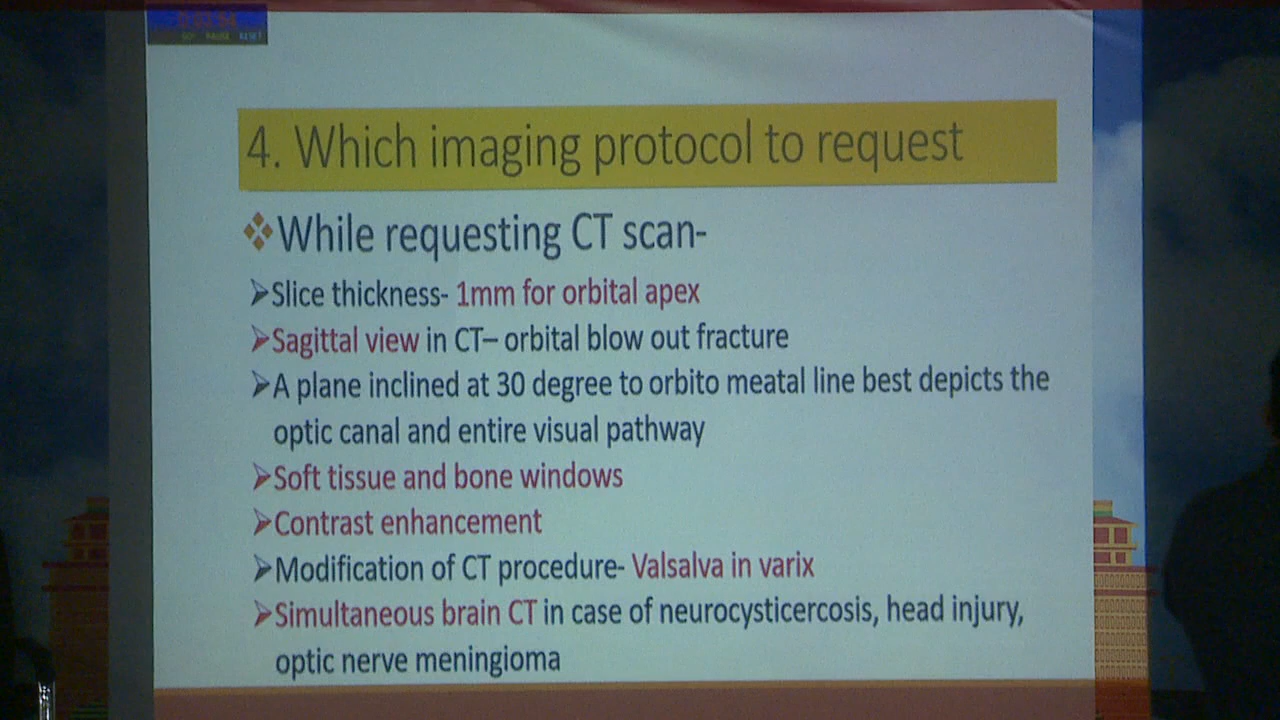 4. Which imaging protocol to request
❖While requesting CT scan-
➢Slice thickness- 1mm for orbital apex
➢Sagittal view in CT– orbital blow out fracture
➢A plane inclined at 30 degree to orbito meatal line best depicts the
optic canal and entire visual pathway
➢Soft tissue and bone windows
➢Contrast enhancement
➢Modification of CT procedure- Valsalva in varix
➢Simultaneous brain CT in case of neurocysticercosis, head injury,
optic nerve meningioma